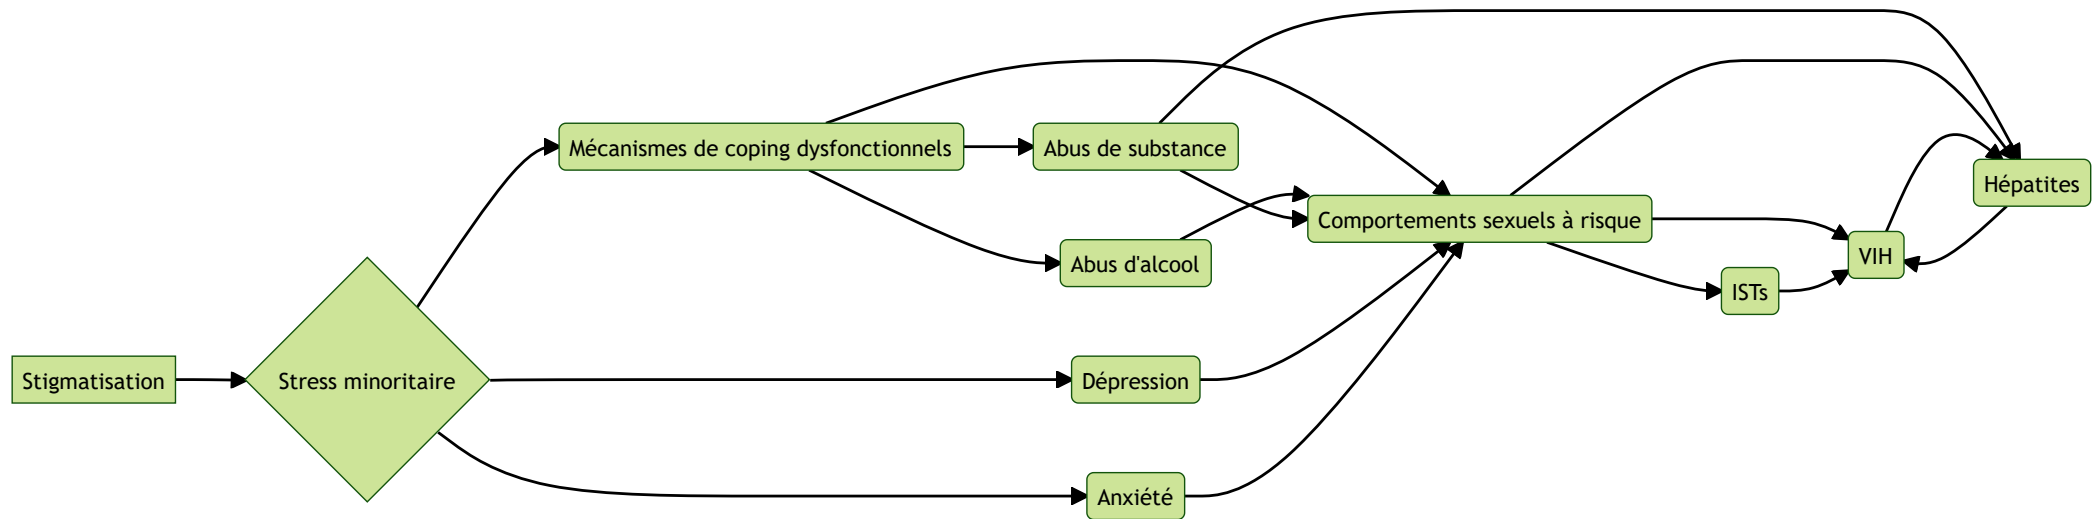 Stigmatisation
Stress minoritaire
Mécanismes de coping dysfonctionnels
Abus de substance
Abus d'alcool
Dépression
Anxiété
Comportements sexuels à risque
ISTs
VIH
Hépatites